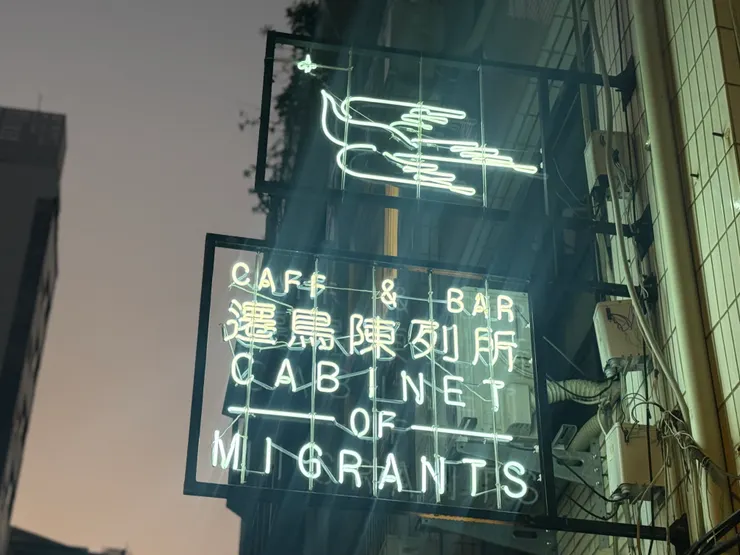 CAFE & BAR
遷鳥陳列所
CABINET
OF
MIGRANTS